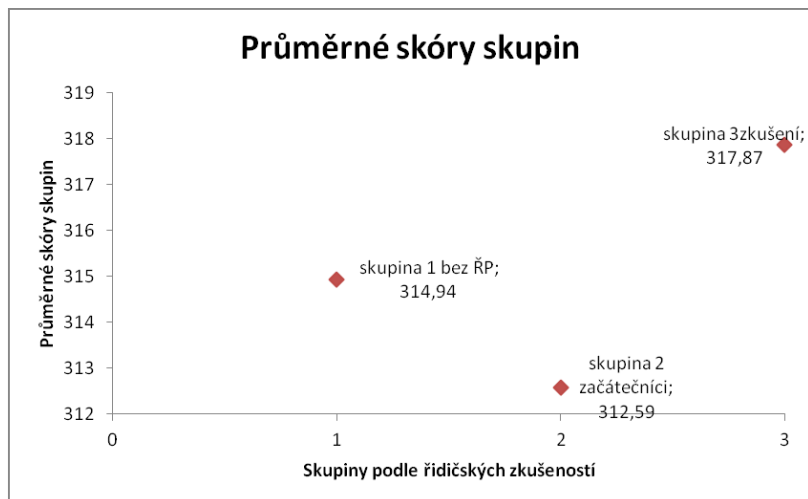 Průměrné skóry skupin
Průměrné skóry skupin
319
318
317
316
315
314
313
312
skupina 3zkušení;
317,87
skupina 1 bez ŘP;
314,94
skupina 2
začátečníci;
312,59
0
1
2
3
Skupiny podle řidičských zkušeností